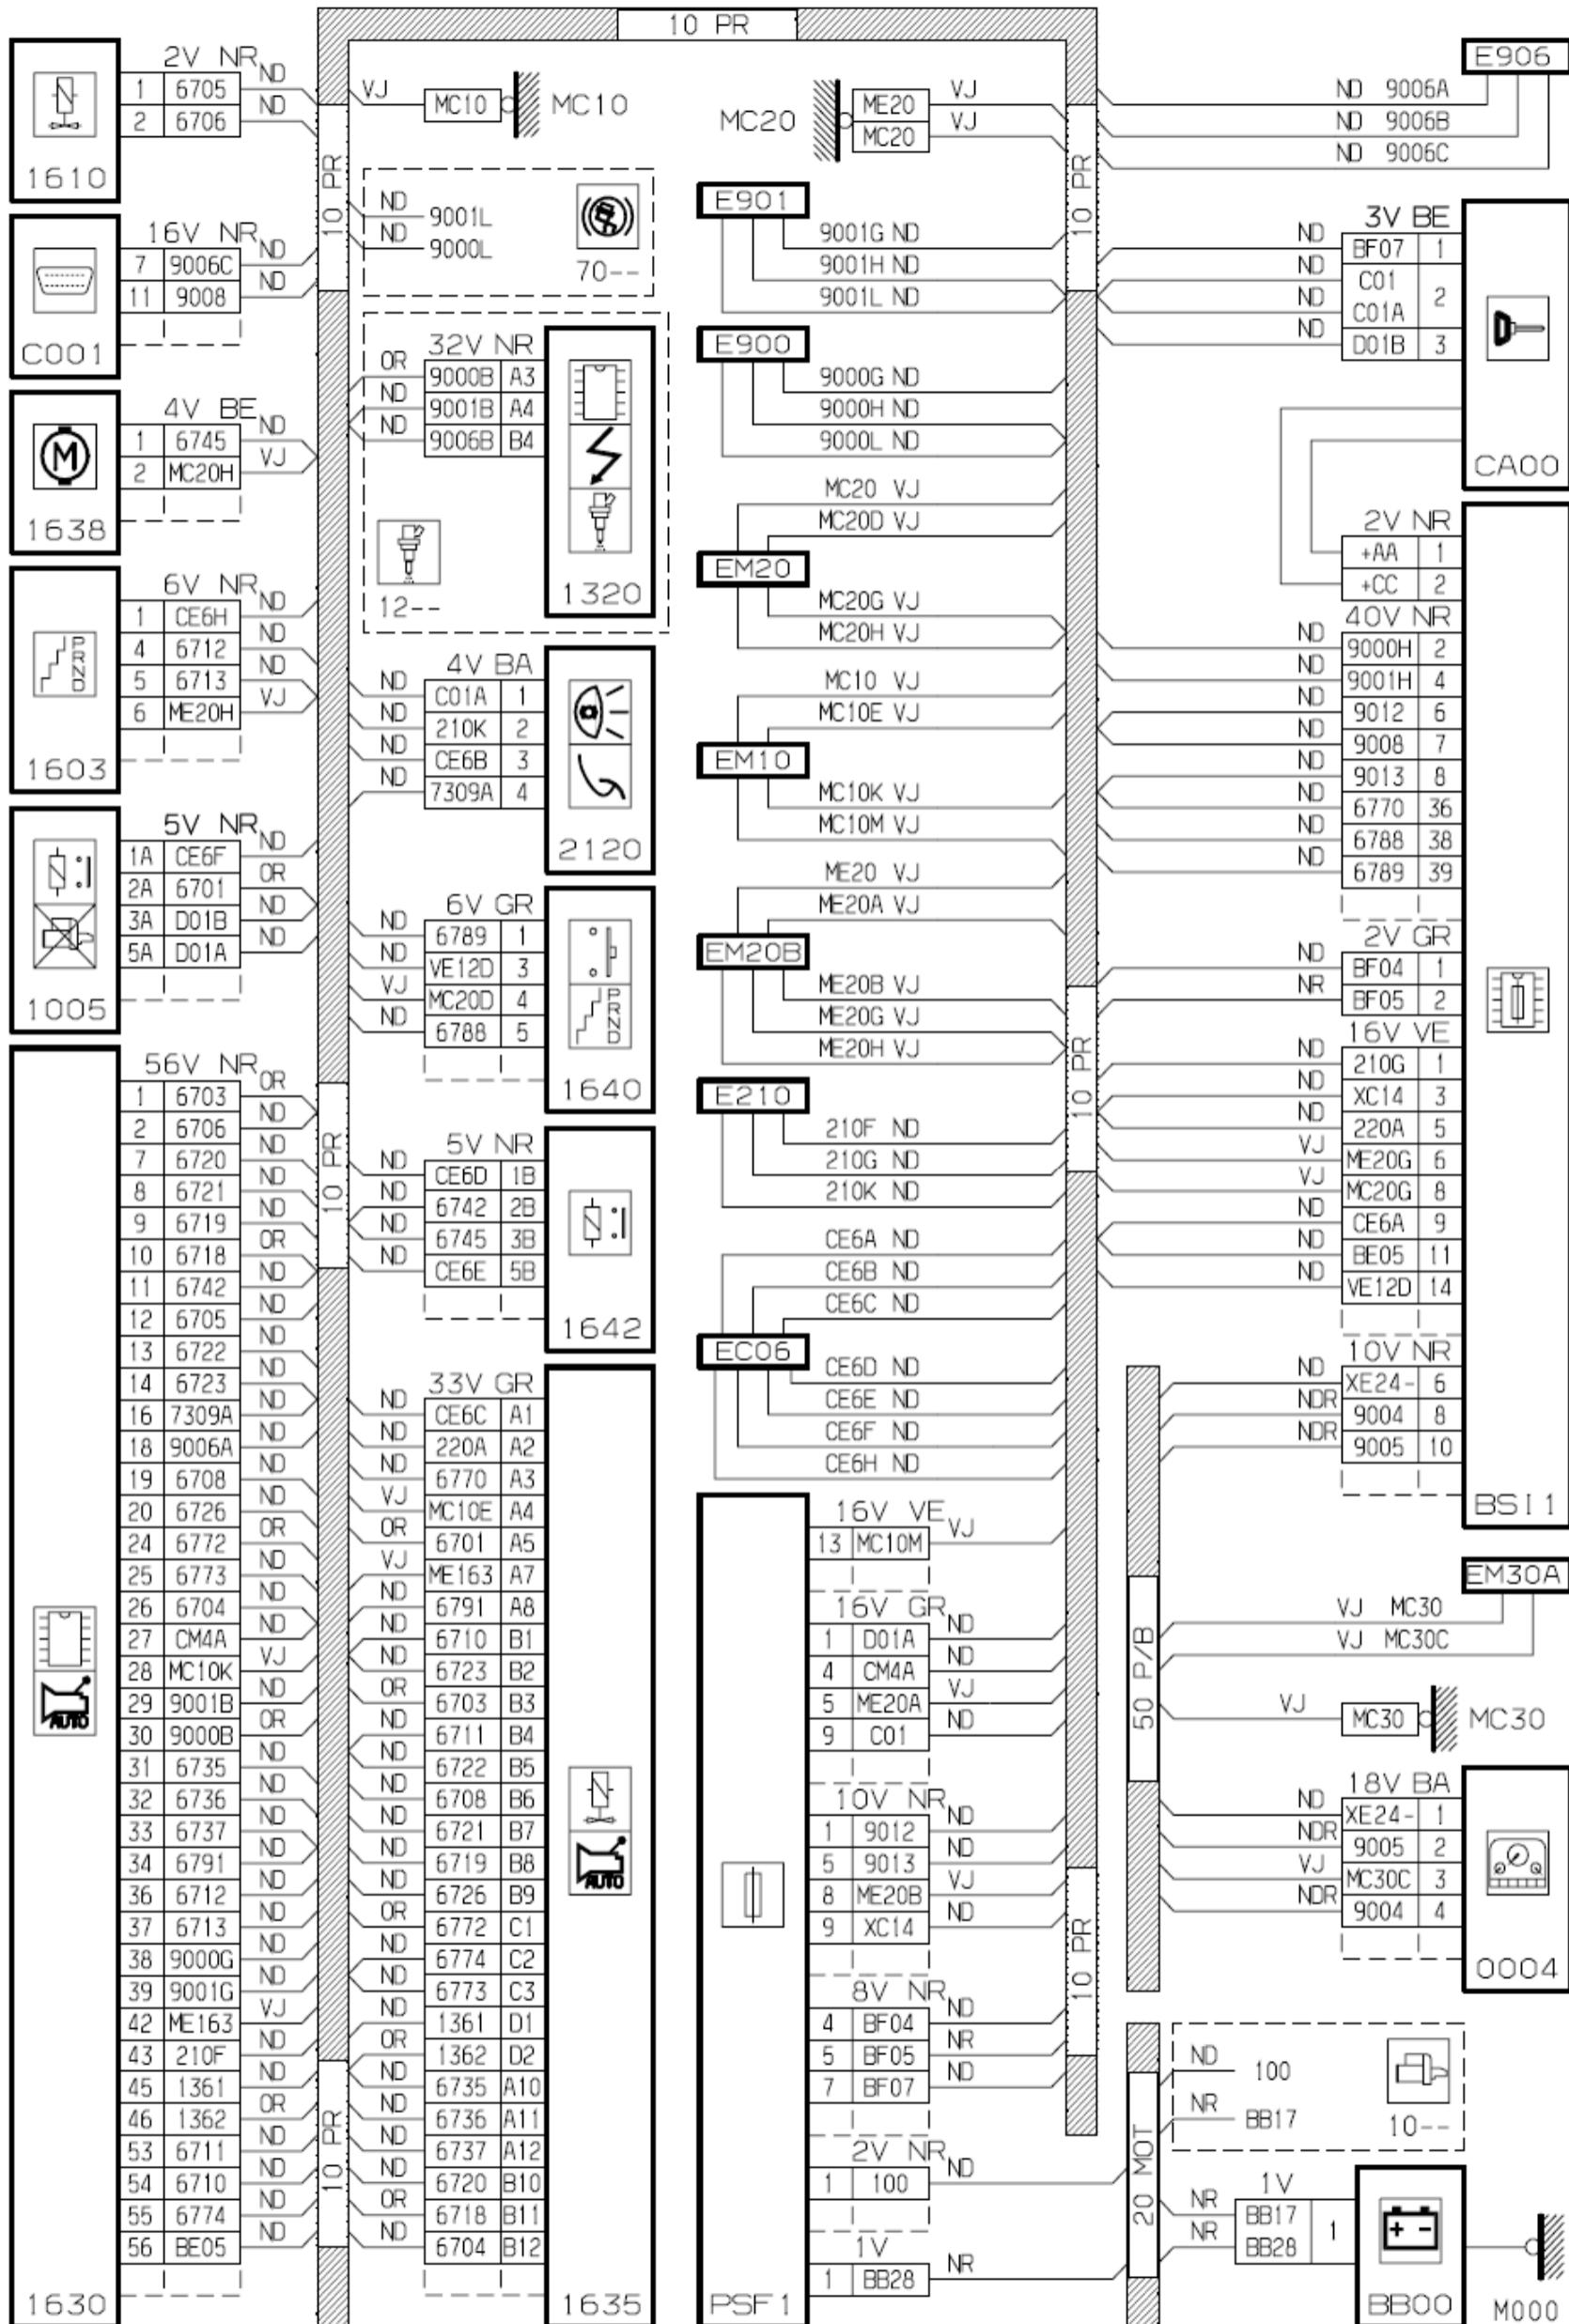 10 PR
2V NR
1 6705 ND
2 6706 ND
1610
16V NR
7 9006C ND
11 9008 ND
C001
4V BE
1 6745 ND
2 MC20H VJ
M
1638
6V NR
1 CE6H ND
4 6712 ND
5 6713 ND
6 ME20H VJ
PRND
1603
5V NR
1A CE6F ND
2A 6701 OR
3A D01B ND
5A D01A ND
1005
56V NR
1 6703 OR
2 6706 ND
7 6720 ND
8 6721 ND
9 6719 ND
10 6718 OR
11 6742 ND
12 6705 ND
13 6722 ND
14 6723 ND
16 7309A ND
18 9006A ND
19 6708 ND
20 6726 ND
24 6772 OR
25 6773 ND
26 6704 ND
27 CM4A ND
28 MC10K VJ
29 9001B ND
30 9000B OR
31 6735 ND
32 6736 ND
33 6737 ND
34 6791 ND
36 6712 ND
37 6713 ND
38 9000G ND
39 9001G ND
42 ME163 VJ
43 210F ND
45 1361 ND
46 1362 OR
53 6711 ND
54 6710 ND
55 6774 ND
56 BE05 ND
AUTO
1630
10 PR
10 PR
10 PR
VJ MC10 MC10
ND 9001L
ND 9000L
70--
32V NR
OR 9000B A3
ND 9001B A4
ND 9006B B4
12--
1320
4V BA
ND C01A 1
ND 210K 2
ND CE6B 3
ND 7309A 4
2120
6V GR
ND 6789 1
ND VE12D 3
VJ MC20D 4
ND 6788 5
PRND
1640
5V NR
ND CE6D 1B
ND 6742 2B
ND 6745 3B
ND CE6E 5B
1642
33V GR
ND CE6C A1
ND 220A A2
ND 6770 A3
VJ MC10E A4
OR 6701 A5
VJ ME163 A7
ND 6791 A8
ND 6710 B1
ND 6723 B2
OR 6703 B3
ND 6711 B4
ND 6722 B5
ND 6708 B6
ND 6721 B7
ND 6719 B8
ND 6726 B9
OR 6772 C1
ND 6774 C2
ND 6773 C3
ND 1361 D1
OR 1362 D2
ND 6735 A10
ND 6736 A11
ND 6737 A12
ND 6720 B10
OR 6718 B11
ND 6704 B12
AUTO
1635
MC20 ME20 VJ
MC20 VJ
E901
9001G ND
9001H ND
9001L ND
E900
9000G ND
9000H ND
9000L ND
MC20 VJ
MC20D VJ
EM20
MC20G VJ
MC20H VJ
MC10 VJ
MC10E VJ
EM10
MC10K VJ
MC10M VJ
ME20 VJ
ME20A VJ
EM20B
ME20B VJ
ME20G VJ
ME20H VJ
E210
210F ND
210G ND
210K ND
CE6A ND
CE6B ND
CE6C ND
EC06
CE6D ND
CE6E ND
CE6F ND
CE6H ND
16V VE
13 MC10M VJ
16V GR
1 D01A ND
4 CM4A ND
5 ME20A VJ
9 C01 ND
10V NR
1 9012 ND
5 9013 ND
8 ME20B VJ
9 XC14 ND
8V NR
4 BF04 ND
5 BF05 NR
7 BF07 ND
2V NR
1 100 ND
1V
1 BB28 NR
PSF1
10 PR
10 PR
10 PR
E906
ND 9006A
ND 9006B
ND 9006C
3V BE
ND BF07 1
ND C01 2
ND C01A
ND D01B 3
CA00
2V NR
+AA 1
+CC 2
40V NR
ND 9000H 2
ND 9001H 4
ND 9012 6
ND 9008 7
ND 9013 8
ND 6770 36
ND 6788 38
ND 6789 39
2V GR
ND BF04 1
NR BF05 2
16V VE
ND 210G 1
ND XC14 3
ND 220A 5
VJ ME20G 6
VJ MC20G 8
ND CE6A 9
ND BE05 11
ND VE12D 14
10V NR
ND XE24- 6
NDR 9004 8
NDR 9005 10
BSI1
50 P/B
EM30A
VJ MC30
VJ MC30C
VJ MC30 MC30
18V BA
ND XE24- 1
NDR 9005 2
VJ MC30C 3
NDR 9004 4
0004
20 MOT
ND 100
NR BB17
10--
1V
NR BB17 1
NR BB28
+ -
BB00
M000